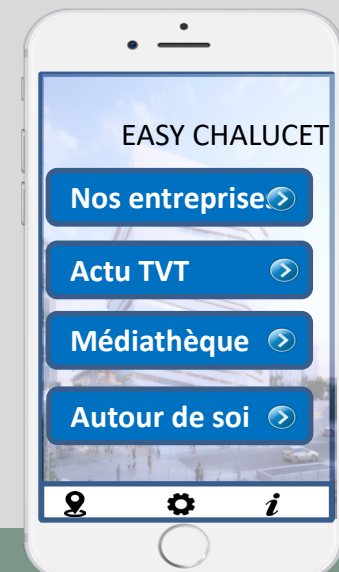 EASY CHALUCET
Nos entreprises
Actu TVT
Médiathèque
Autour de soi
i